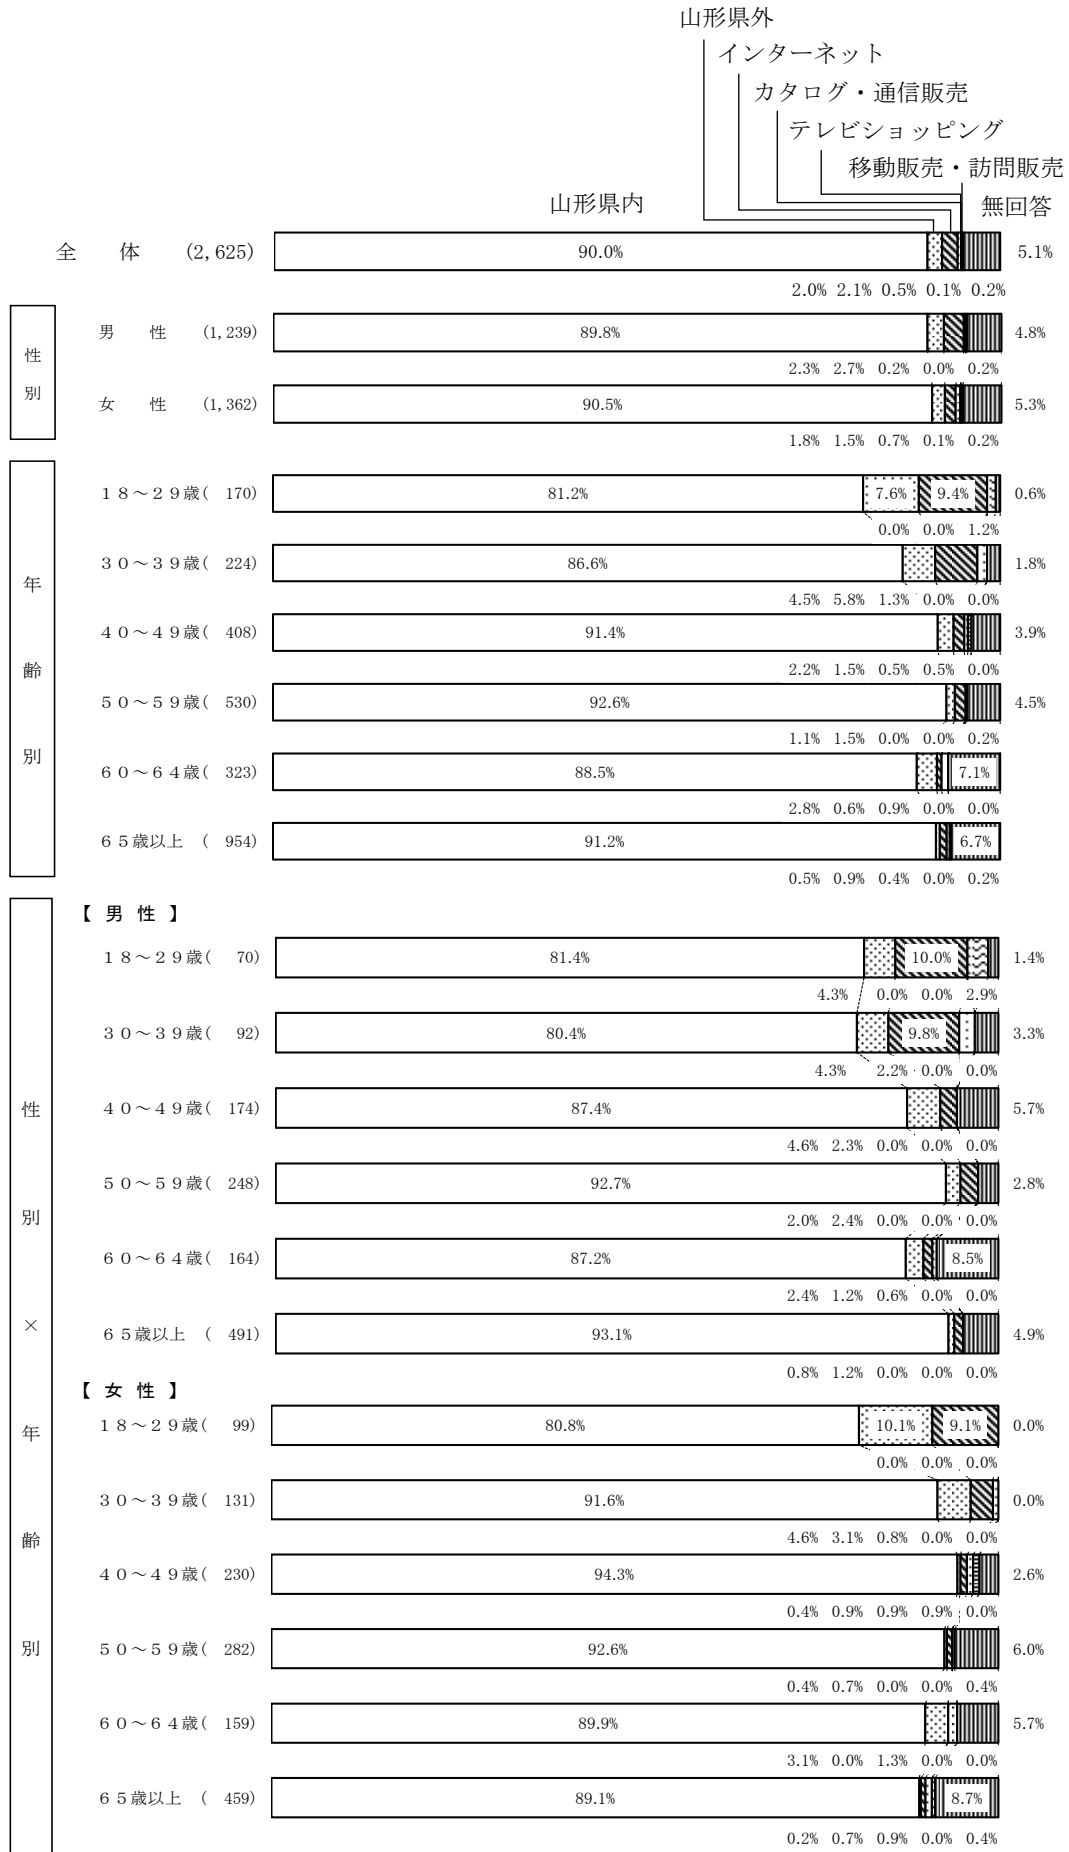 山形県外
インターネット
カタログ・通信販売
テレビショッピング
移動販売・訪問販売
山形県内 無回答
全 体 (2,625) 90.0% 5.1%
2.0% 2.1% 0.5% 0.1% 0.2%
性別
男 性 (1,239) 89.8% 4.8%
2.3% 2.7% 0.2% 0.0% 0.2%
女 性 (1,362) 90.5% 5.3%
1.8% 1.5% 0.7% 0.1% 0.2%
年齢別
18～29歳( 170) 81.2% 7.6% 9.4% 0.6%
0.0% 0.0% 1.2%
30～39歳( 224) 86.6% 1.8%
4.5% 5.8% 1.3% 0.0% 0.0%
40～49歳( 408) 91.4% 3.9%
2.2% 1.5% 0.5% 0.5% 0.0%
50～59歳( 530) 92.6% 4.5%
1.1% 1.5% 0.0% 0.0% 0.2%
60～64歳( 323) 88.5% 7.1%
2.8% 0.6% 0.9% 0.0% 0.0%
65歳以上 ( 954) 91.2% 6.7%
0.5% 0.9% 0.4% 0.0% 0.2%
性別×年齢別
【男性】
18～29歳( 70) 81.4% 10.0% 1.4%
4.3% 0.0% 0.0% 2.9%
30～39歳( 92) 80.4% 9.8% 3.3%
4.3% 2.2% 0.0% 0.0%
40～49歳( 174) 87.4% 5.7%
4.6% 2.3% 0.0% 0.0% 0.0%
50～59歳( 248) 92.7% 2.8%
2.0% 2.4% 0.0% 0.0% 0.0%
60～64歳( 164) 87.2% 8.5%
2.4% 1.2% 0.6% 0.0% 0.0%
65歳以上 ( 491) 93.1% 4.9%
0.8% 1.2% 0.0% 0.0% 0.0%
【女性】
18～29歳( 99) 80.8% 10.1% 9.1% 0.0%
0.0% 0.0% 0.0%
30～39歳( 131) 91.6% 0.0%
4.6% 3.1% 0.8% 0.0% 0.0%
40～49歳( 230) 94.3% 2.6%
0.4% 0.9% 0.9% 0.9% 0.0%
50～59歳( 282) 92.6% 6.0%
0.4% 0.7% 0.0% 0.0% 0.4%
60～64歳( 159) 89.9% 5.7%
3.1% 0.0% 1.3% 0.0% 0.0%
65歳以上 ( 459) 89.1% 8.7%
0.2% 0.7% 0.9% 0.0% 0.4%